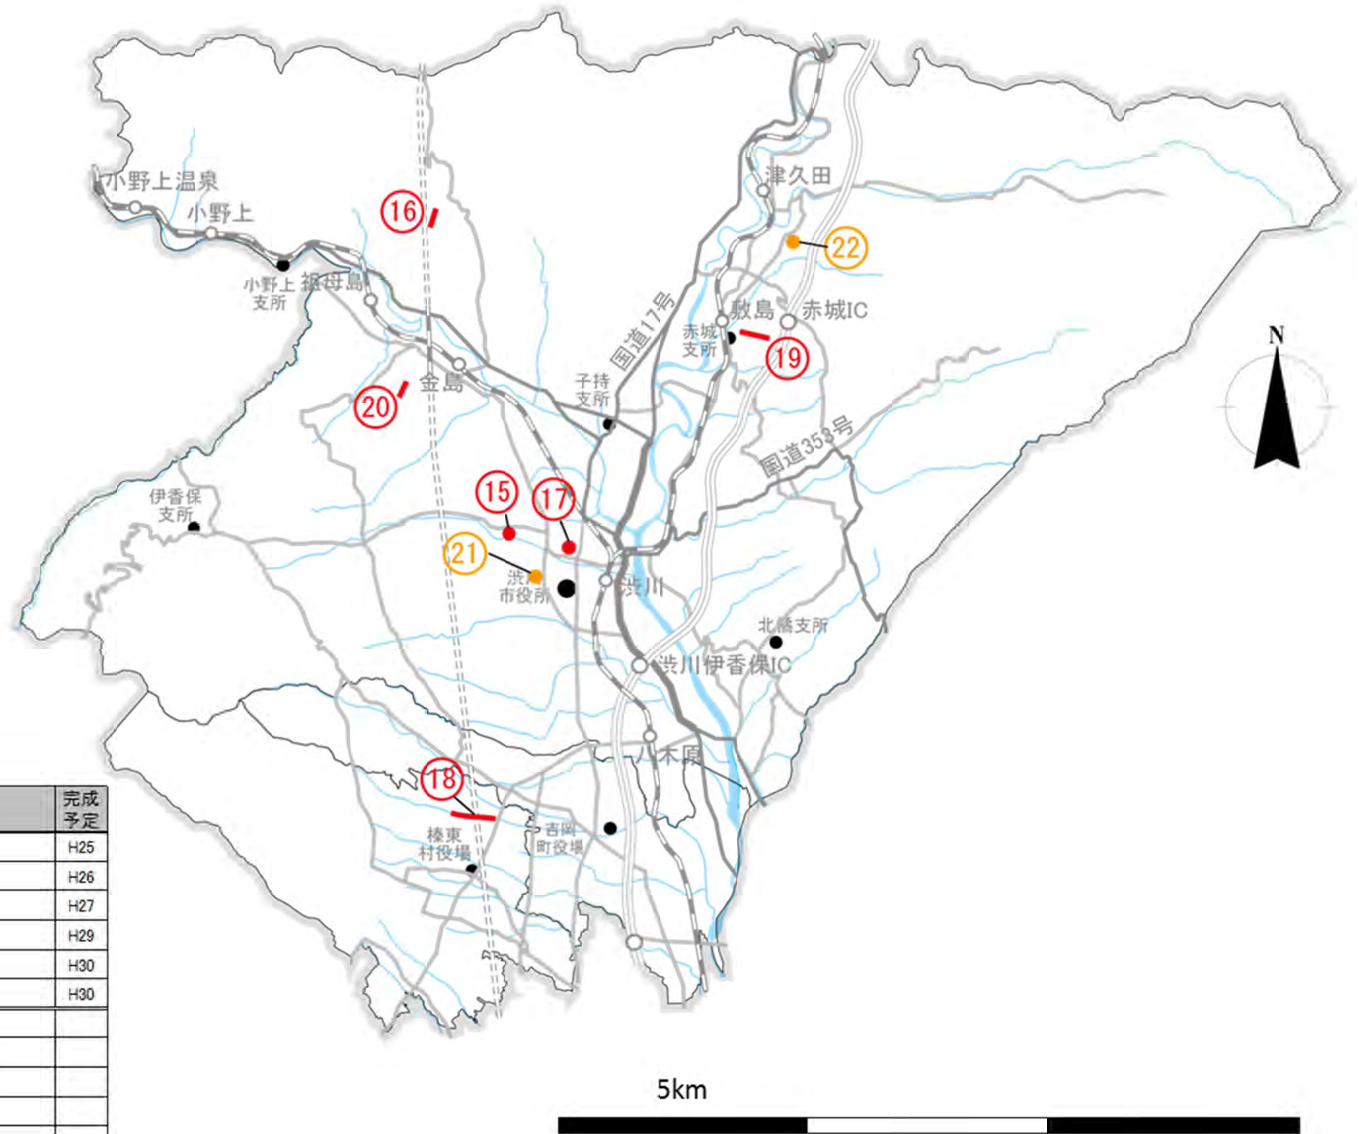 津久田
小野上温泉
⑯
小野上
㉒
小野上
支所
祖母島
国道17号
敷島
赤城IC
赤城
支所
⑲
N
金島
子持
支所
⑳
国道353号
伊香保
支所
⑮
⑰
㉑
渋川
市役所
渋川
北橘支所
渋川伊香保IC
八木原
⑱
榛東
村役場
吉岡
町役場
完成
予定
H25
H26
H27
H29
H30
H30
5km